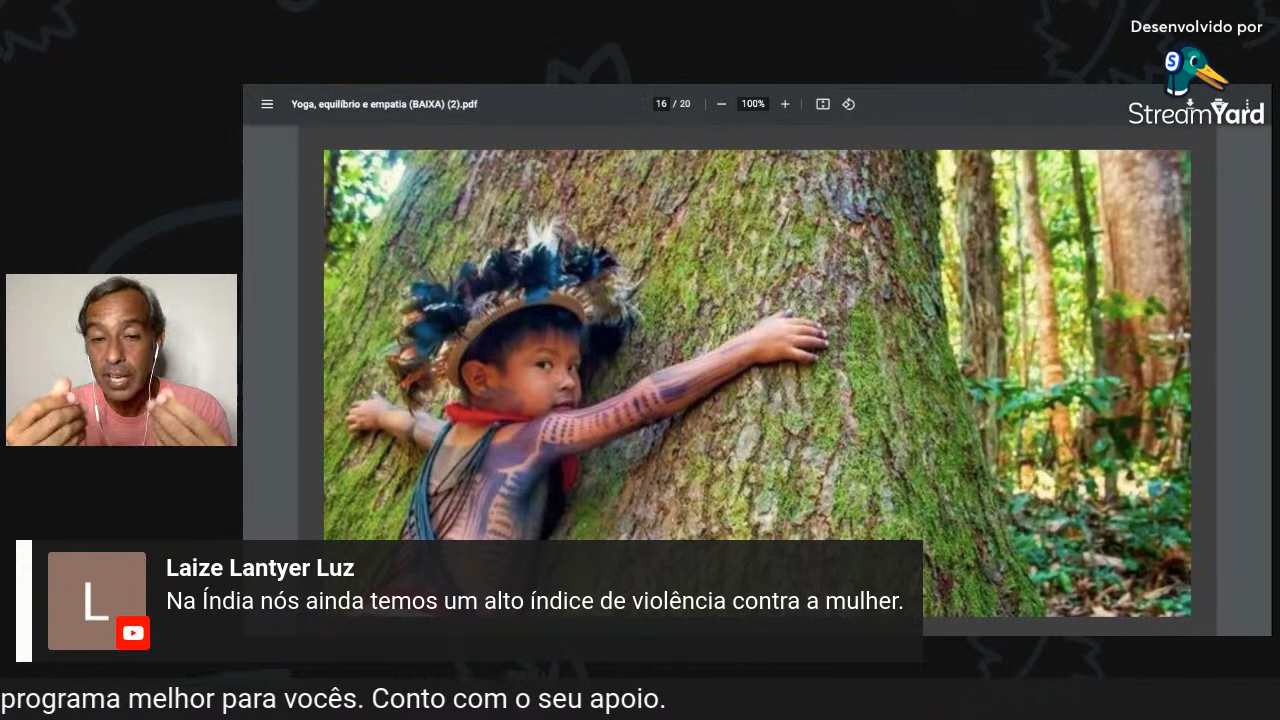 Desenvolvido por
StreamYard
Yoga, equilíbrio e empatia (BAIXA) (2).pdf
16 / 20
100%
S
L
Laize Lantyer Luz
Na Índia nós ainda temos um alto índice de violência contra a mulher.
programa melhor para vocês. Conto com o seu apoio.